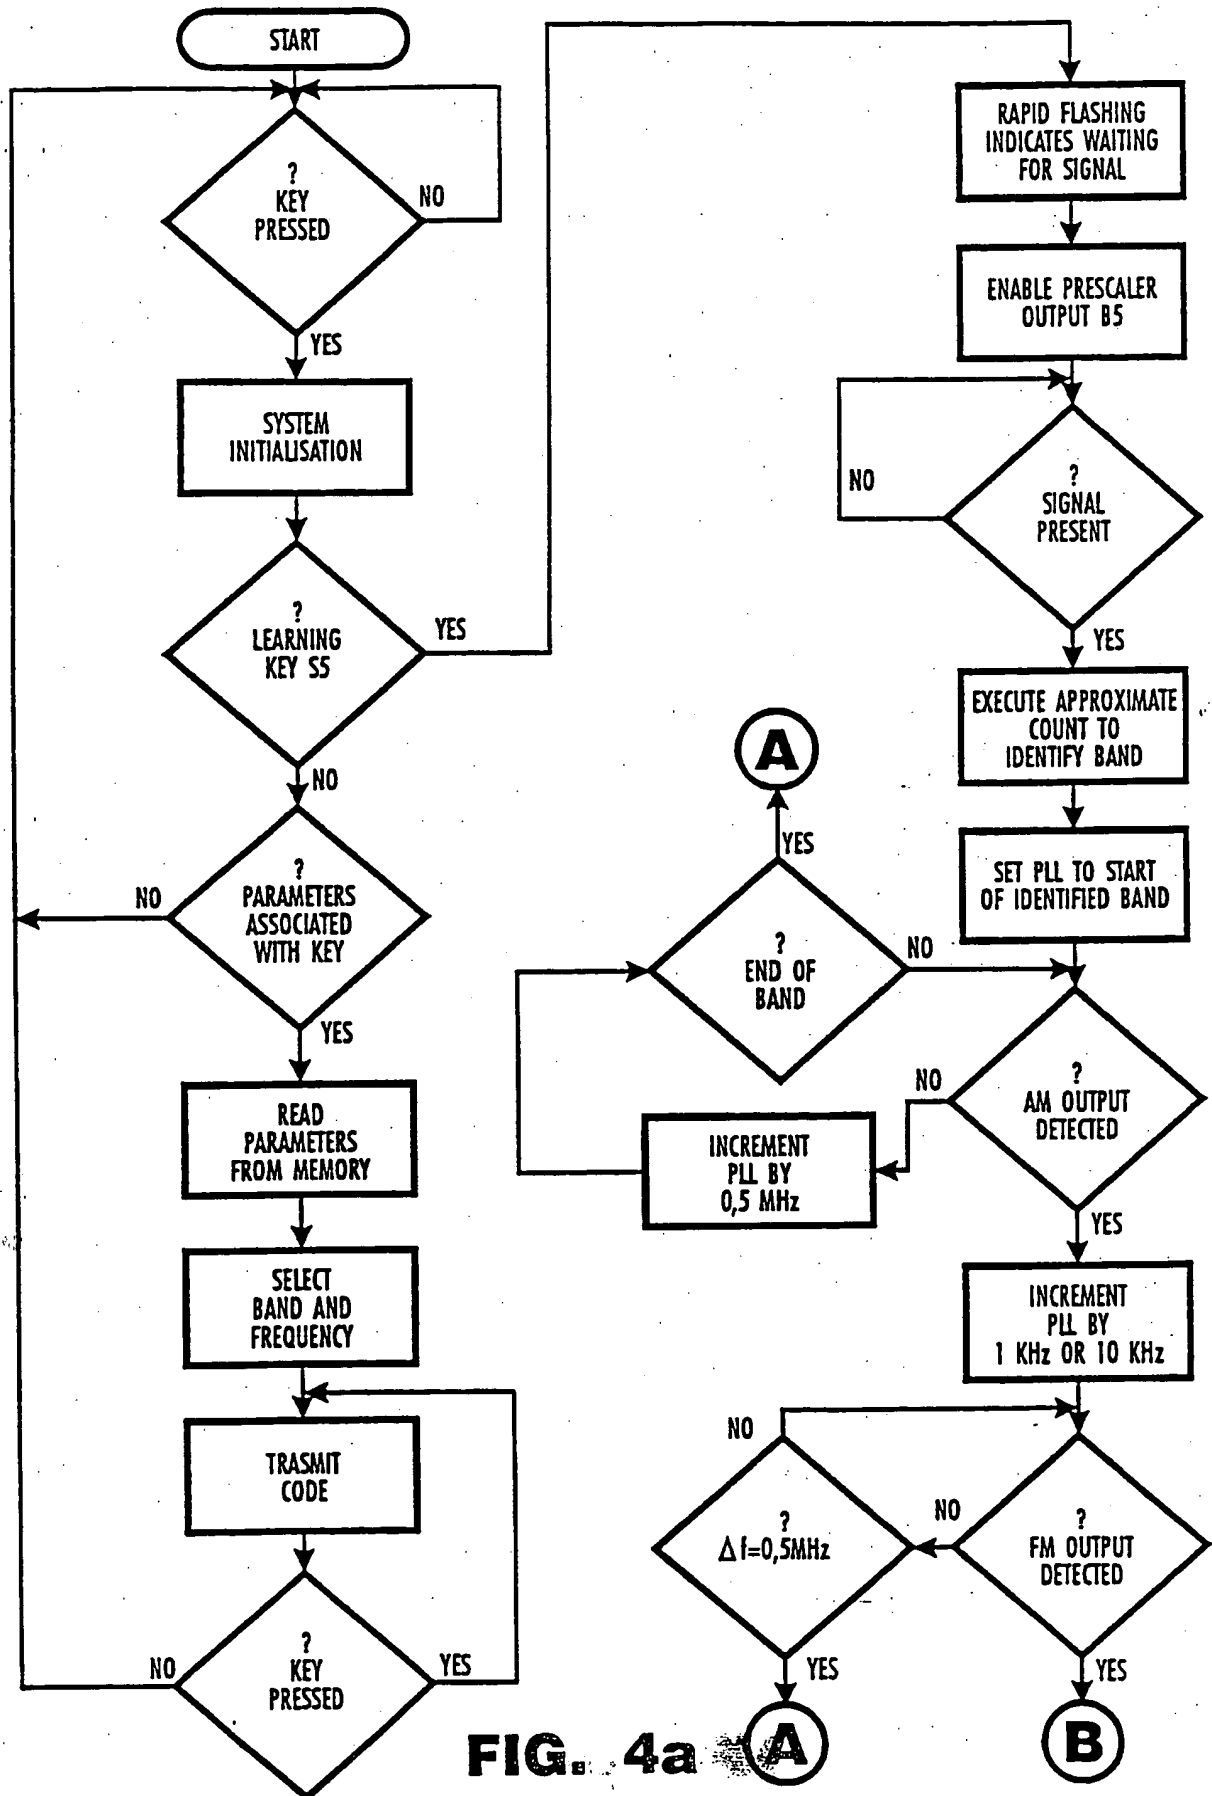 START
?
KEY
PRESSED
NO
YES
SYSTEM
INITIALISATION
?
LEARNING
KEY S5
YES
NO
?
PARAMETERS
ASSOCIATED
WITH KEY
NO
YES
READ
PARAMETERS
FROM MEMORY
SELECT
BAND AND
FREQUENCY
TRASMIT
CODE
?
KEY
PRESSED
NO
YES
RAPID FLASHING
INDICATES WAITING
FOR SIGNAL
ENABLE PRESCALER
OUTPUT B5
?
SIGNAL
PRESENT
NO
YES
EXECUTE APPROXIMATE
COUNT TO
IDENTIFY BAND
SET PLL TO START
OF IDENTIFIED BAND
A
YES
?
END OF
BAND
NO
?
AM OUTPUT
DETECTED
NO
YES
INCREMENT
PLL BY
0,5 MHz
INCREMENT
PLL BY
1 KHz OR 10 KHz
?
FM OUTPUT
DETECTED
NO
YES
?
Δf=0,5MHz
NO
YES
A
B
FIG. 4a